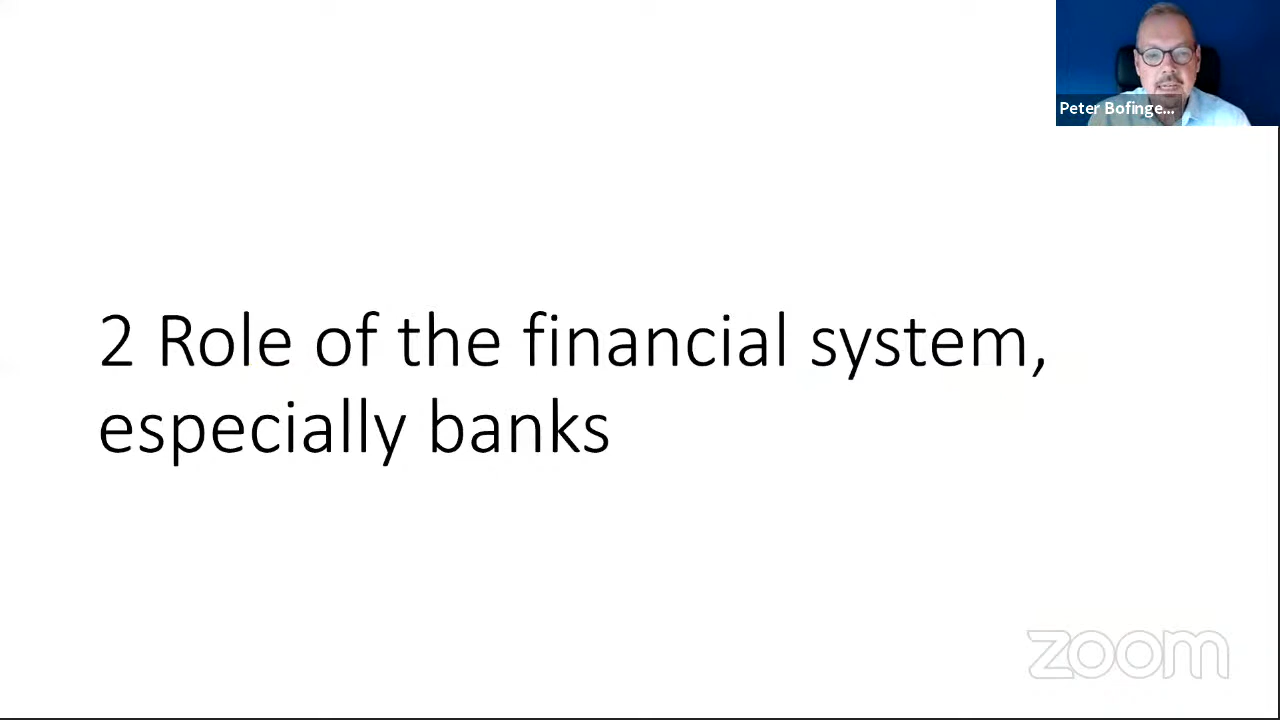 Peter Bofinge...
2 Role of the financial system,
especially banks
zoom